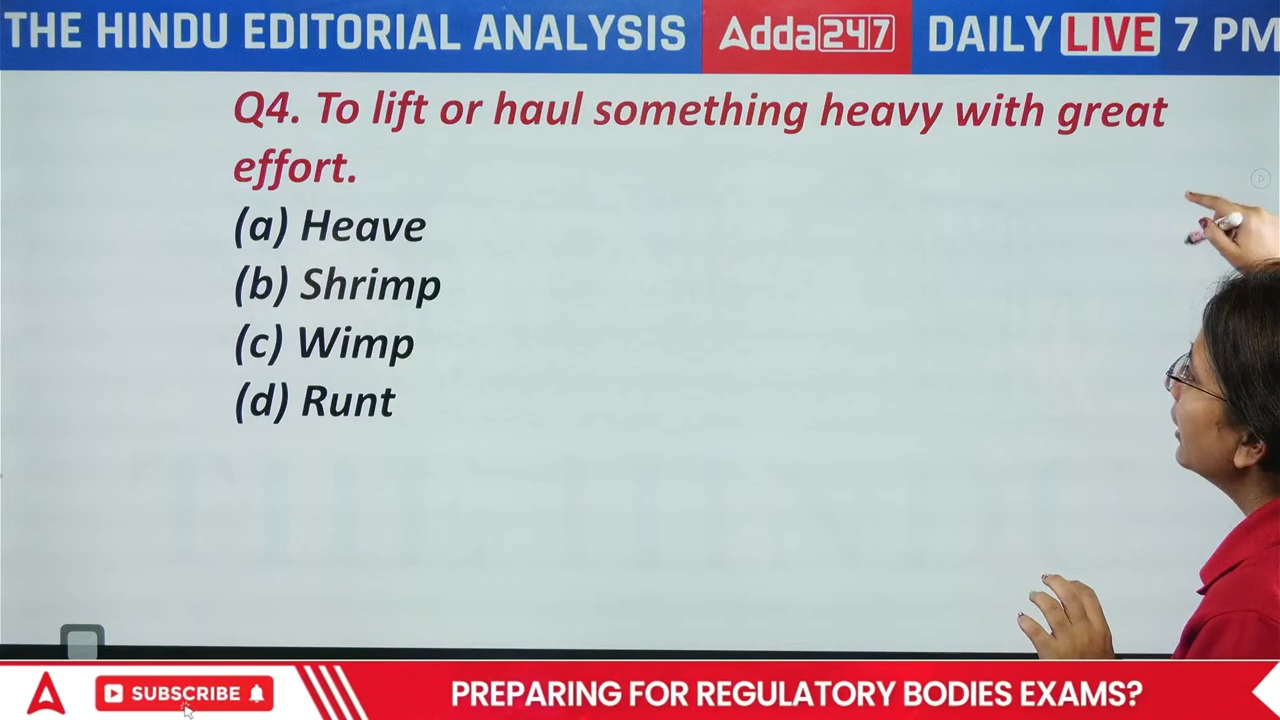 THE HINDU EDITORIAL ANALYSIS Adda247 DAILY LIVE 7 PM
Q4. To lift or haul something heavy with great
effort.
(a) Heave
(b) Shrimp
(c) Wimp
(d) Runt
SUBSCRIBE PREPARING FOR REGULATORY BODIES EXAMS?